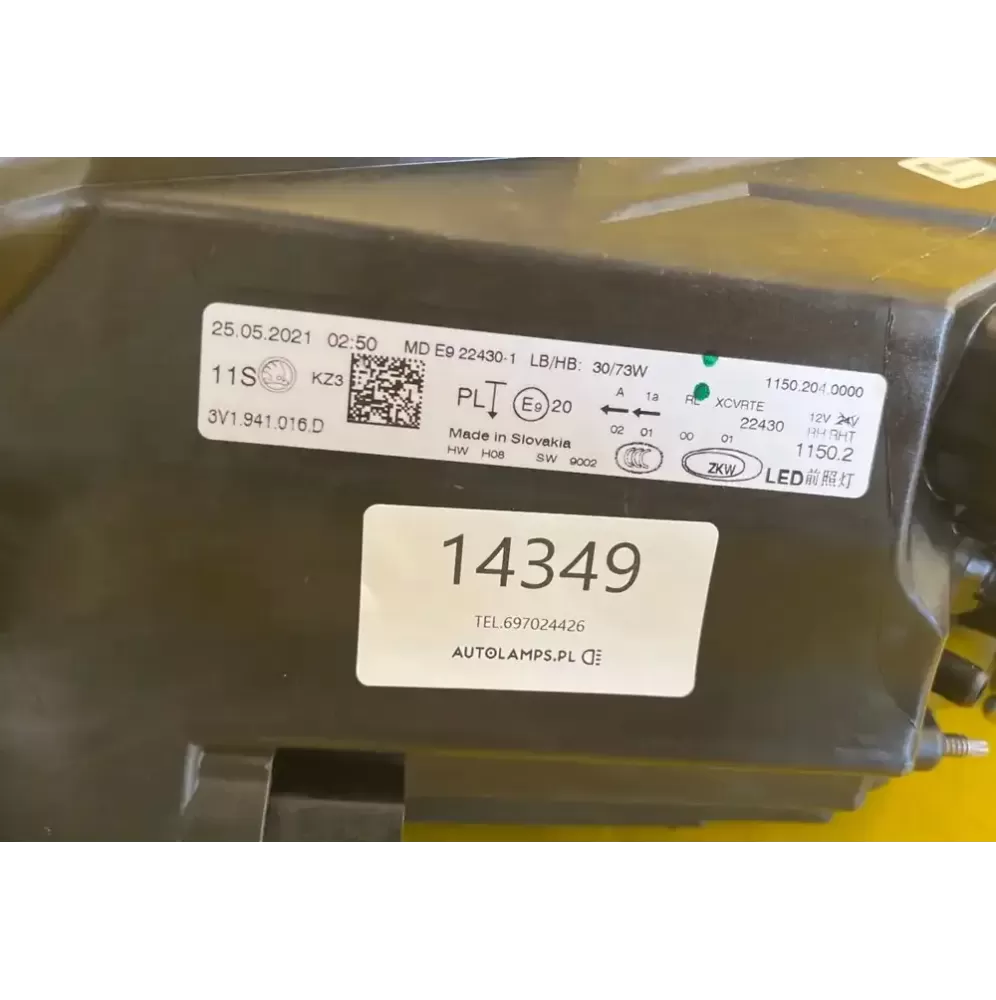 25.05.2021 02:50 MD E9 22430-1 LB/HB: 30/73W 1150.204.0000
11S KZ3 PL E9 20 A 1a RL XCVRTE 12V 24V
02 01 00 01 22430 RH RHT
3V1.941.016.D Made in Slovakia 1150.2
HW H08 SW 9002 CCC ZKW LED前照灯
14349
TEL.697024426
AUTOLAMPS.PL